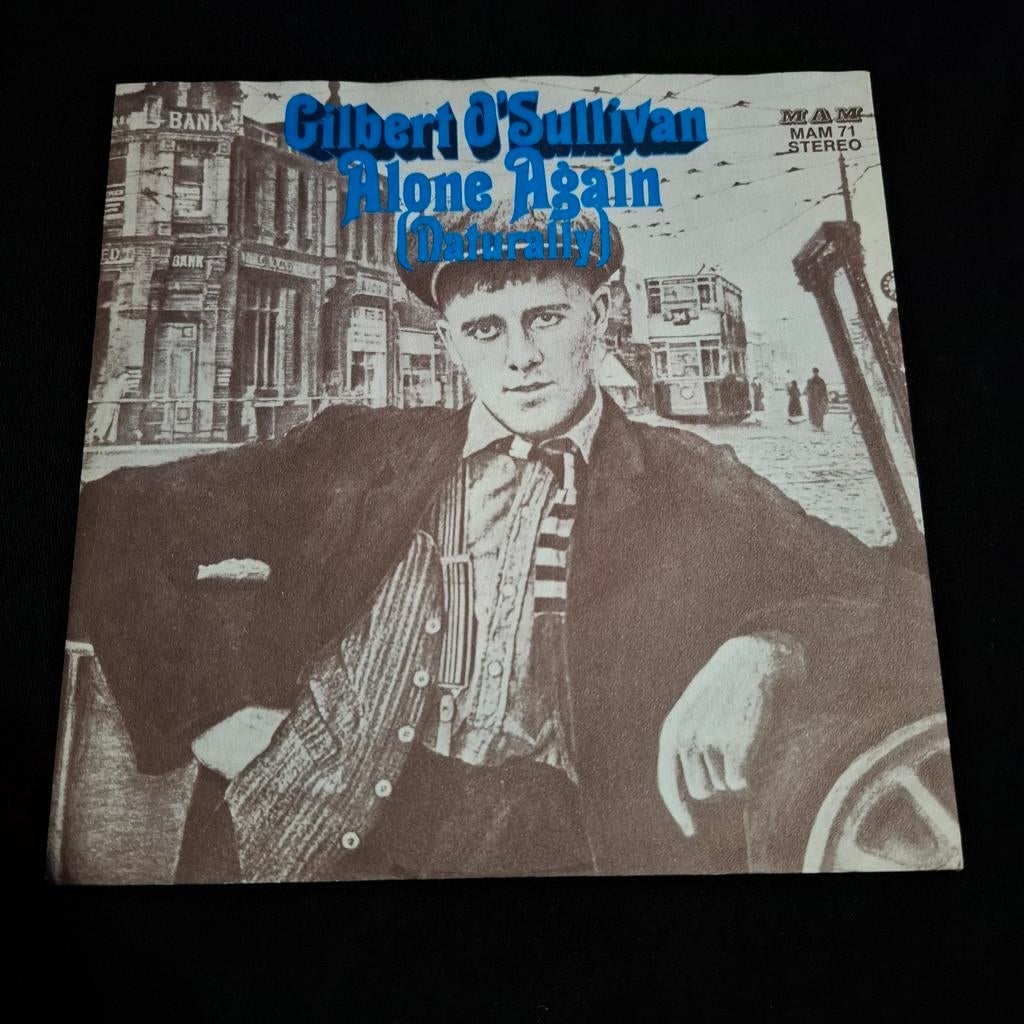 Gilbert O'Sullivan
Alone Again
(Naturally)
MAM
MAM 71
STEREO
BANK
BANK